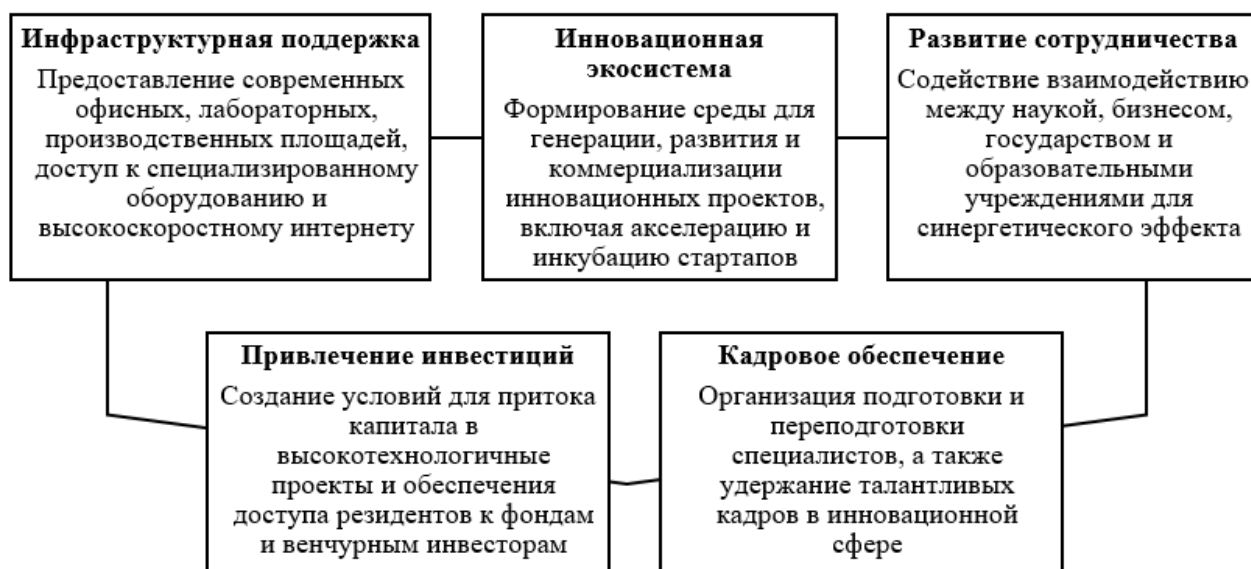 Инфраструктурная поддержка
Предоставление современных
офисных, лабораторных,
производственных площадей,
доступ к специализированному
оборудованию и
высокоскоростному интернету
Инновационная
экосистема
Формирование среды для
генерации, развития и
коммерциализации
инновационных проектов,
включая акселерацию и
инкубацию стартапов
Развитие сотрудничества
Содействие взаимодействию
между наукой, бизнесом,
государством и
образовательными
учреждениями для
синергетического эффекта
Привлечение инвестиций
Создание условий для притока
капитала в
высокотехнологичные
проекты и обеспечения
доступа резидентов к фондам
и венчурным инвесторам
Кадровое обеспечение
Организация подготовки и
переподготовки
специалистов, а также
удержание талантливых
кадров в инновационной
сфере